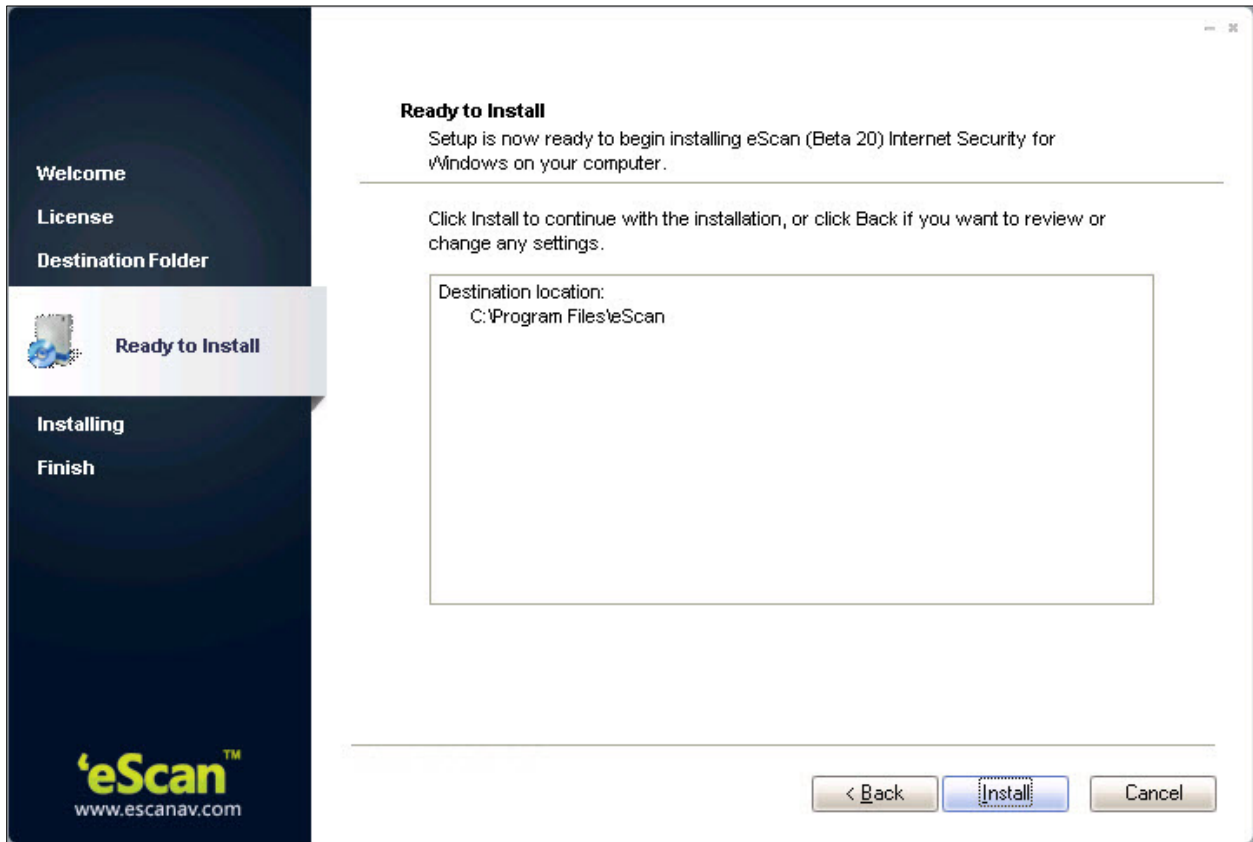 Ready to Install
Setup is now ready to begin installing eScan (Beta 20) Internet Security for
Windows on your computer.
Welcome
License
Destination Folder
Ready to Install
Installing
Finish
Click Install to continue with the installation, or click Back if you want to review or
change any settings.
Destination location:
C:\Program Files\eScan
'eScan™
www.escanav.com
< Back
Install
Cancel